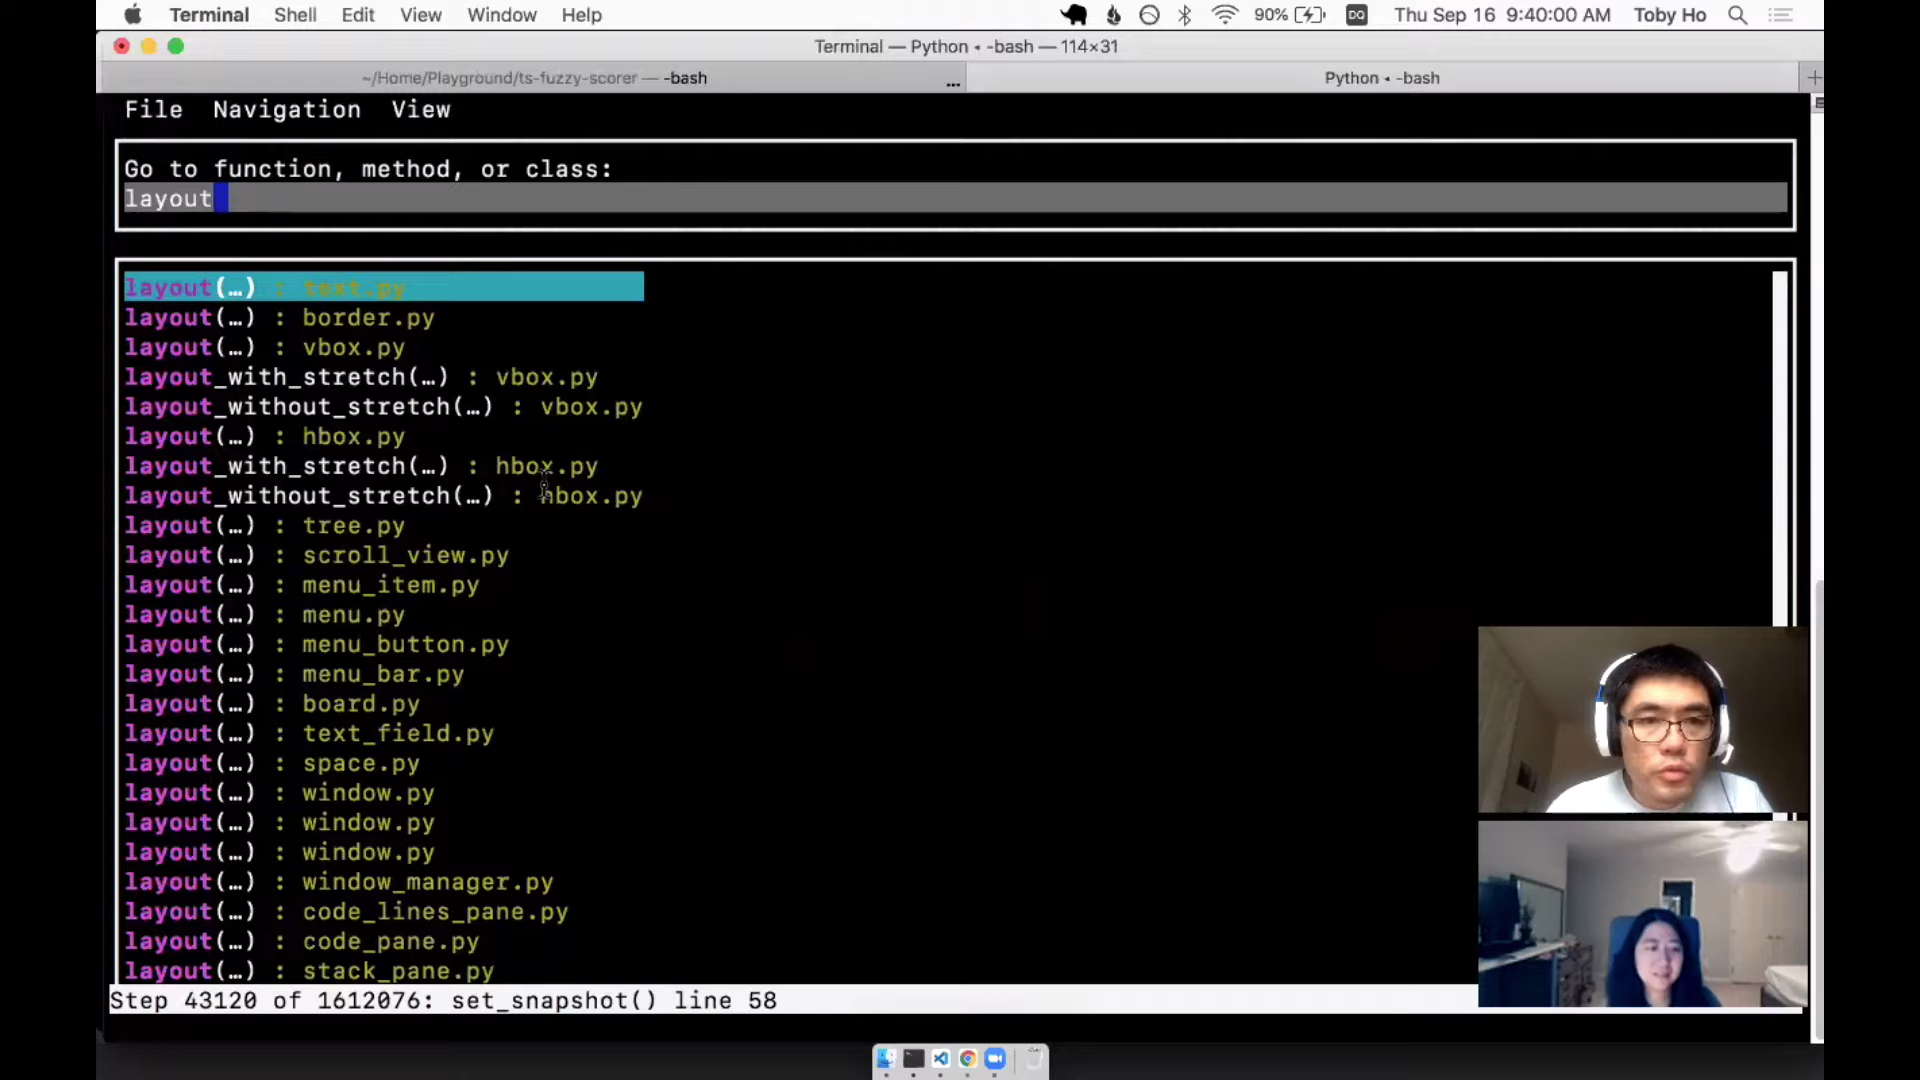 Terminal Shell Edit View Window Help 90% DQ Thu Sep 16 9:40:00 AM Toby Ho
Terminal — Python ◂ -bash — 114×31
~/Home/Playground/ts-fuzzy-scorer — -bash ... Python ◂ -bash +
File Navigation View
Go to function, method, or class:
layout
layout(…) : text.py
layout(…) : border.py
layout(…) : vbox.py
layout_with_stretch(…) : vbox.py
layout_without_stretch(…) : vbox.py
layout(…) : hbox.py
layout_with_stretch(…) : hbox.py
layout_without_stretch(…) : hbox.py
layout(…) : tree.py
layout(…) : scroll_view.py
layout(…) : menu_item.py
layout(…) : menu.py
layout(…) : menu_button.py
layout(…) : menu_bar.py
layout(…) : board.py
layout(…) : text_field.py
layout(…) : space.py
layout(…) : window.py
layout(…) : window.py
layout(…) : window.py
layout(…) : window_manager.py
layout(…) : code_lines_pane.py
layout(…) : code_pane.py
layout(…) : stack_pane.py
Step 43120 of 1612076: set_snapshot() line 58